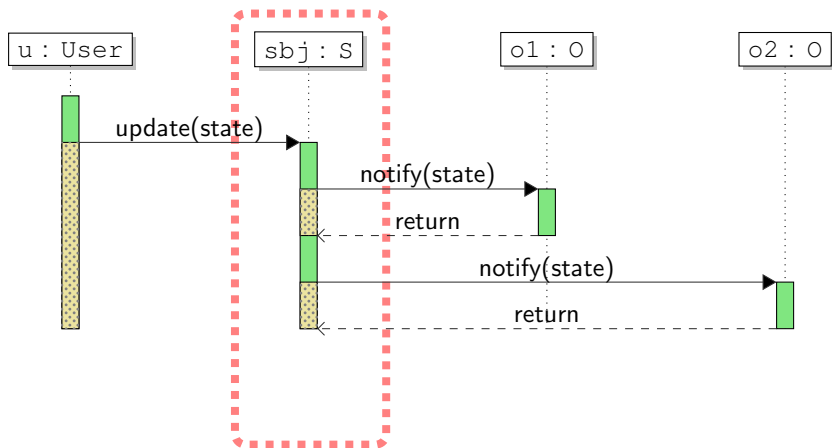 u : User
sbj : S
o1 : O
o2 : O
update(state)
notify(state)
return
notify(state)
return